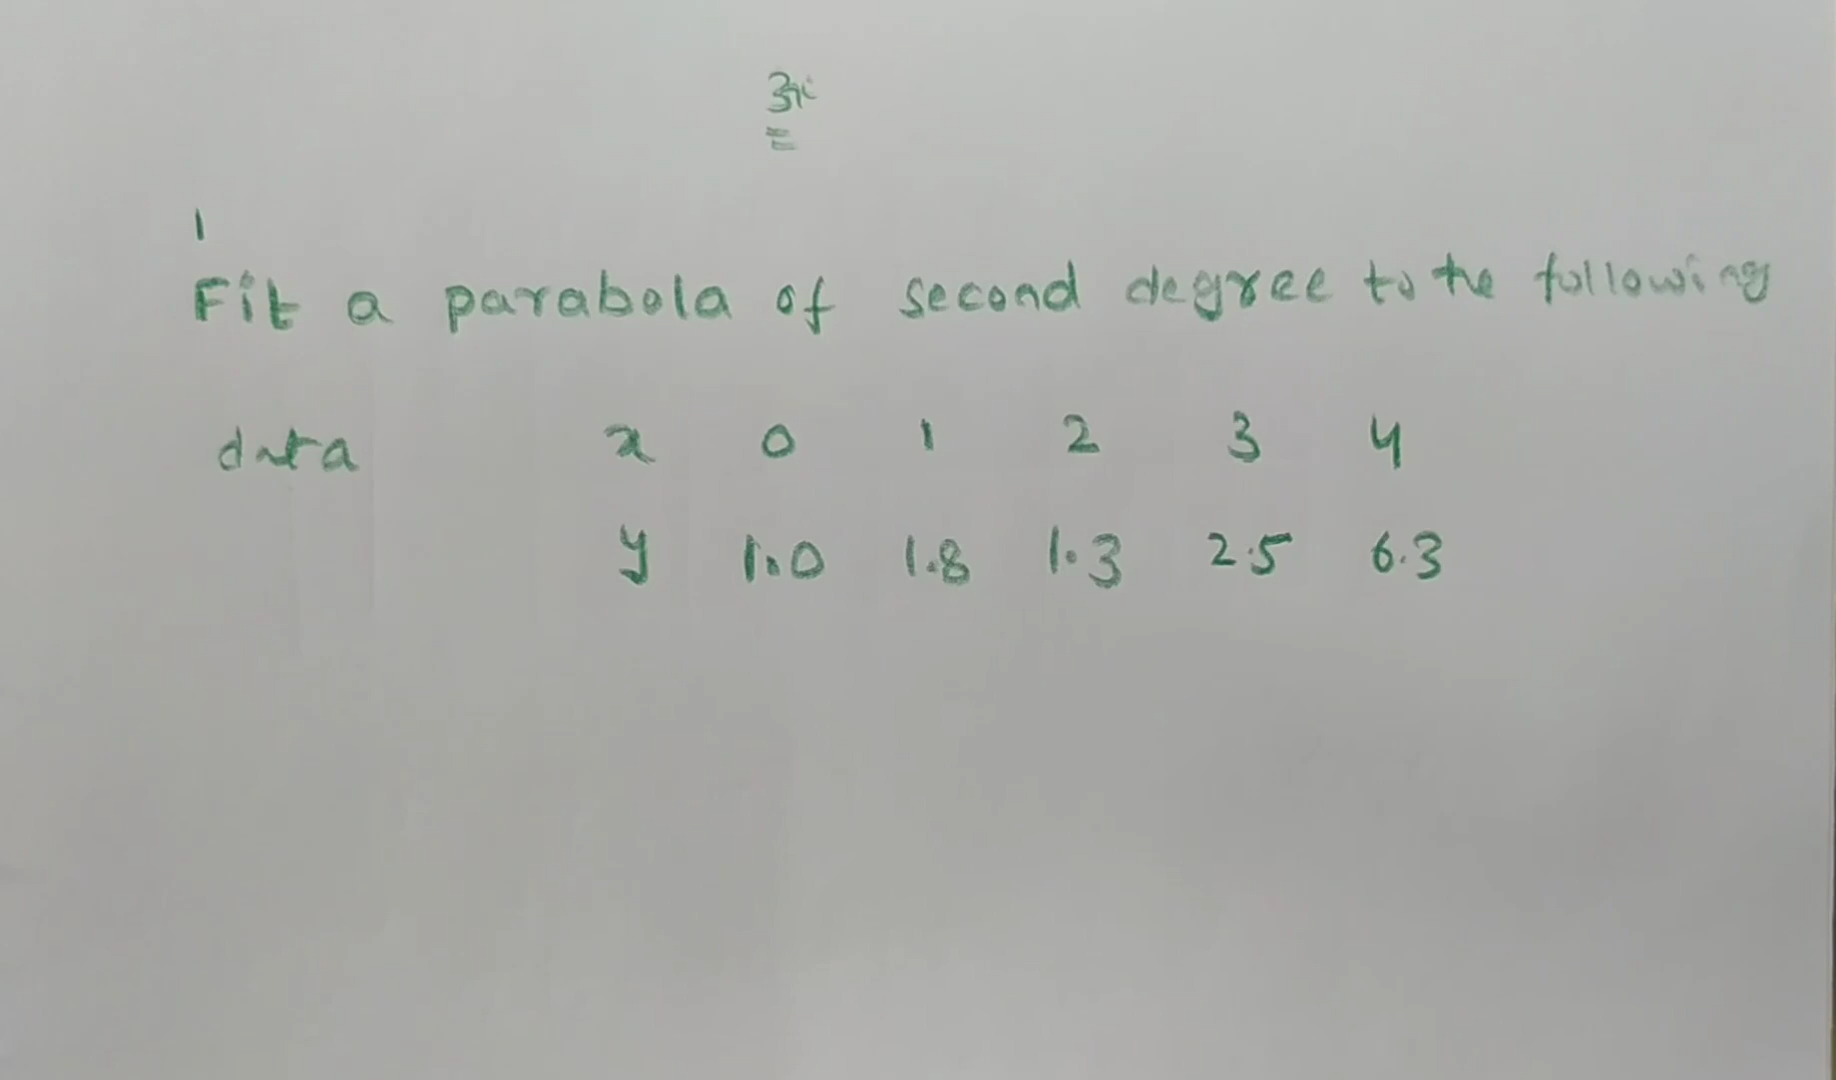 1
Fit a parabola of second degree to the following
data x 0 1 2 3 4
y 1.0 1.8 1.3 2.5 6.3